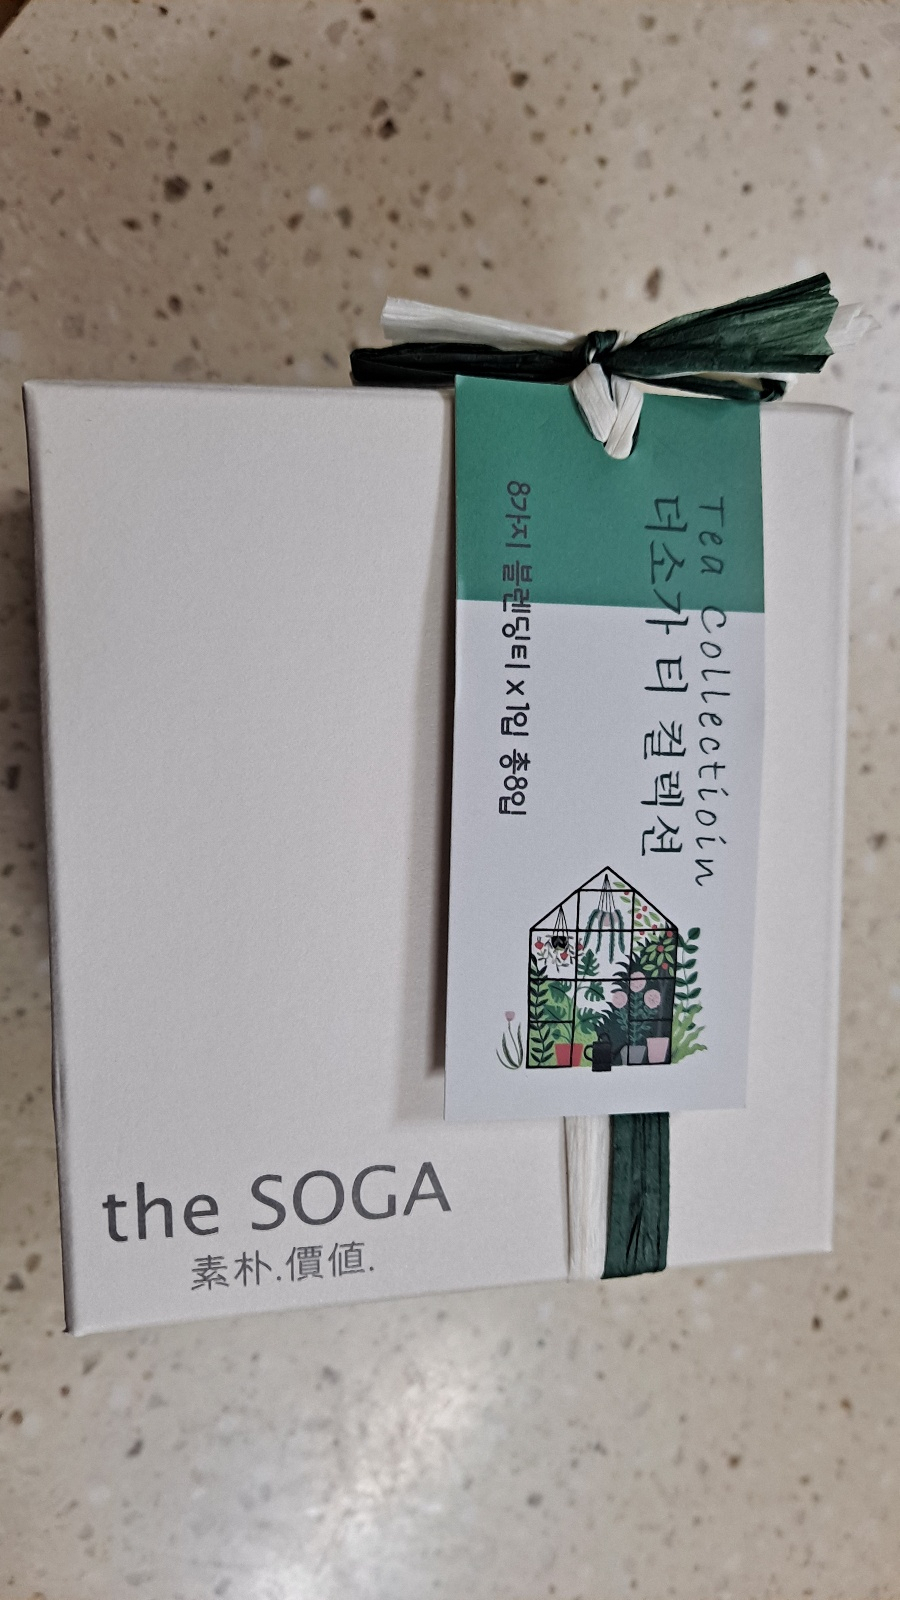 Tea Collectioin
더소가 티 컬렉션
8가지 블렌딩티 x 1입 총8입
the SOGA
素朴.價値.